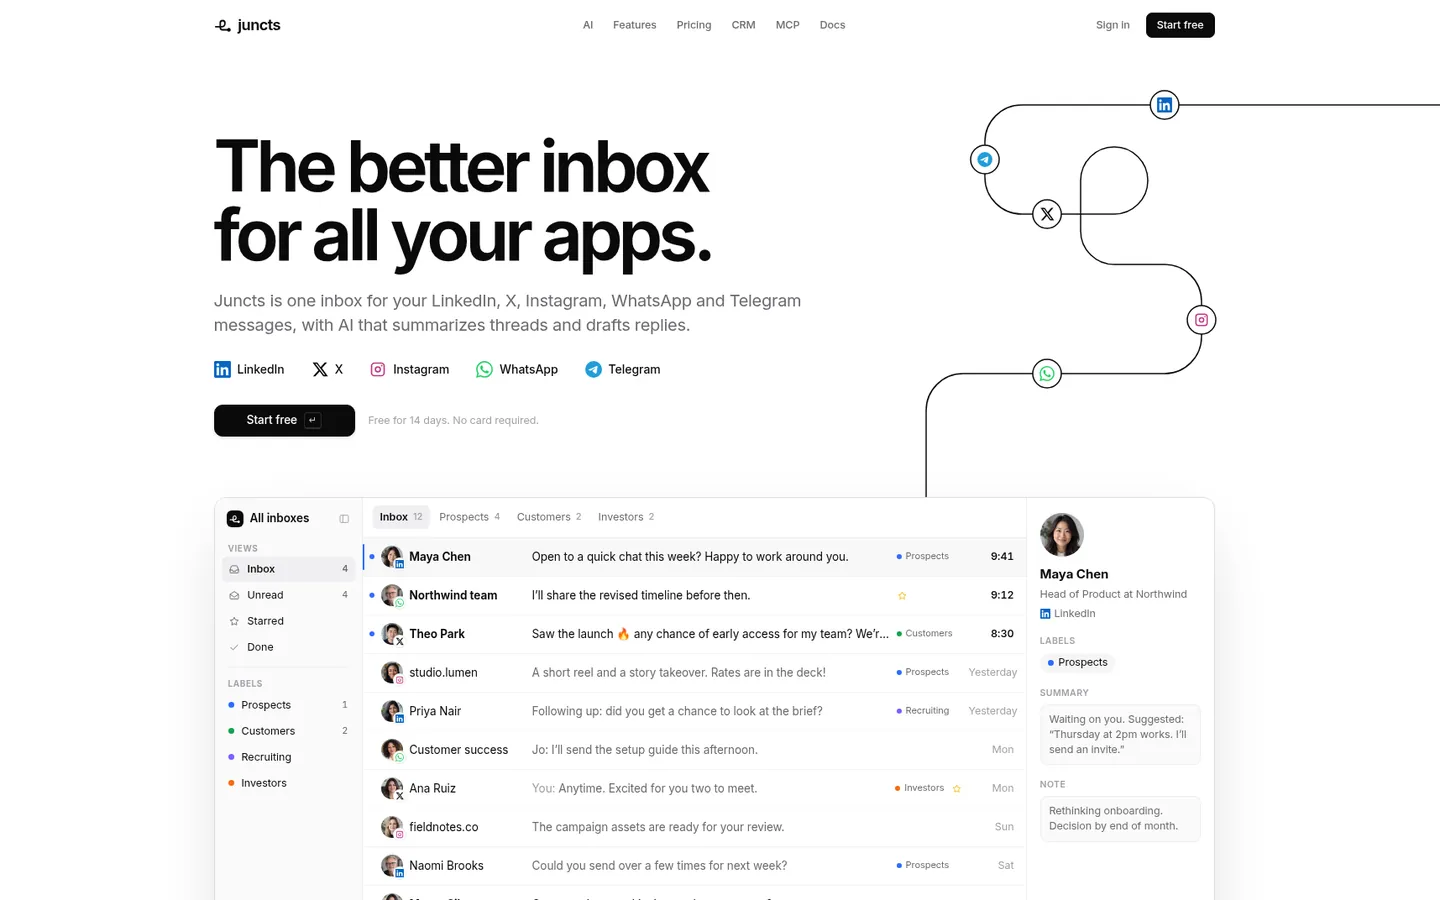 juncts
AI
Features
Pricing
CRM
MCP
Docs
Sign in
Start free
The better inbox
for all your apps.
Juncts is one inbox for your LinkedIn, X, Instagram, WhatsApp and Telegram
messages, with AI that summarizes threads and drafts replies.
LinkedIn
X
Instagram
WhatsApp
Telegram
Start free
Free for 14 days. No card required.
All inboxes
VIEWS
Inbox 4
Unread 4
Starred
Done
LABELS
Prospects 1
Customers 2
Recruiting
Investors
Inbox 12
Prospects 4
Customers 2
Investors 2
Maya Chen Open to a quick chat this week? Happy to work around you. Prospects 9:41
Northwind team I'll share the revised timeline before then. 9:12
Theo Park Saw the launch 🔥 any chance of early access for my team? We'r... Customers 8:30
studio.lumen A short reel and a story takeover. Rates are in the deck! Prospects Yesterday
Priya Nair Following up: did you get a chance to look at the brief? Recruiting Yesterday
Customer success Jo: I'll send the setup guide this afternoon. Mon
Ana Ruiz You: Anytime. Excited for you two to meet. Investors Mon
fieldnotes.co The campaign assets are ready for your review. Sun
Naomi Brooks Could you send over a few times for next week? Prospects Sat
Maya Chen
Head of Product at Northwind
LinkedIn
LABELS
Prospects
SUMMARY
Waiting on you. Suggested:
“Thursday at 2pm works. I'll
send an invite.”
NOTE
Rethinking onboarding.
Decision by end of month.